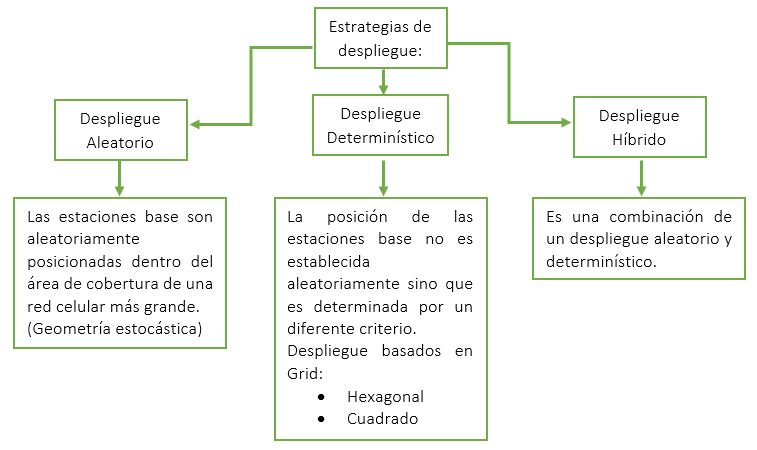 Estrategias de
despliegue:
Despliegue
Aleatorio
Despliegue
Determinístico
Despliegue
Híbrido
Las estaciones base son
aleatoriamente
posicionadas dentro del
área de cobertura de una
red celular más grande.
(Geometría estocástica)
La posición de las
estaciones base no es
establecida
aleatoriamente sino que
es determinada por un
diferente criterio.
Despliegue basados en
Grid:
• Hexagonal
• Cuadrado
Es una combinación de
un despliegue aleatorio y
determinístico.